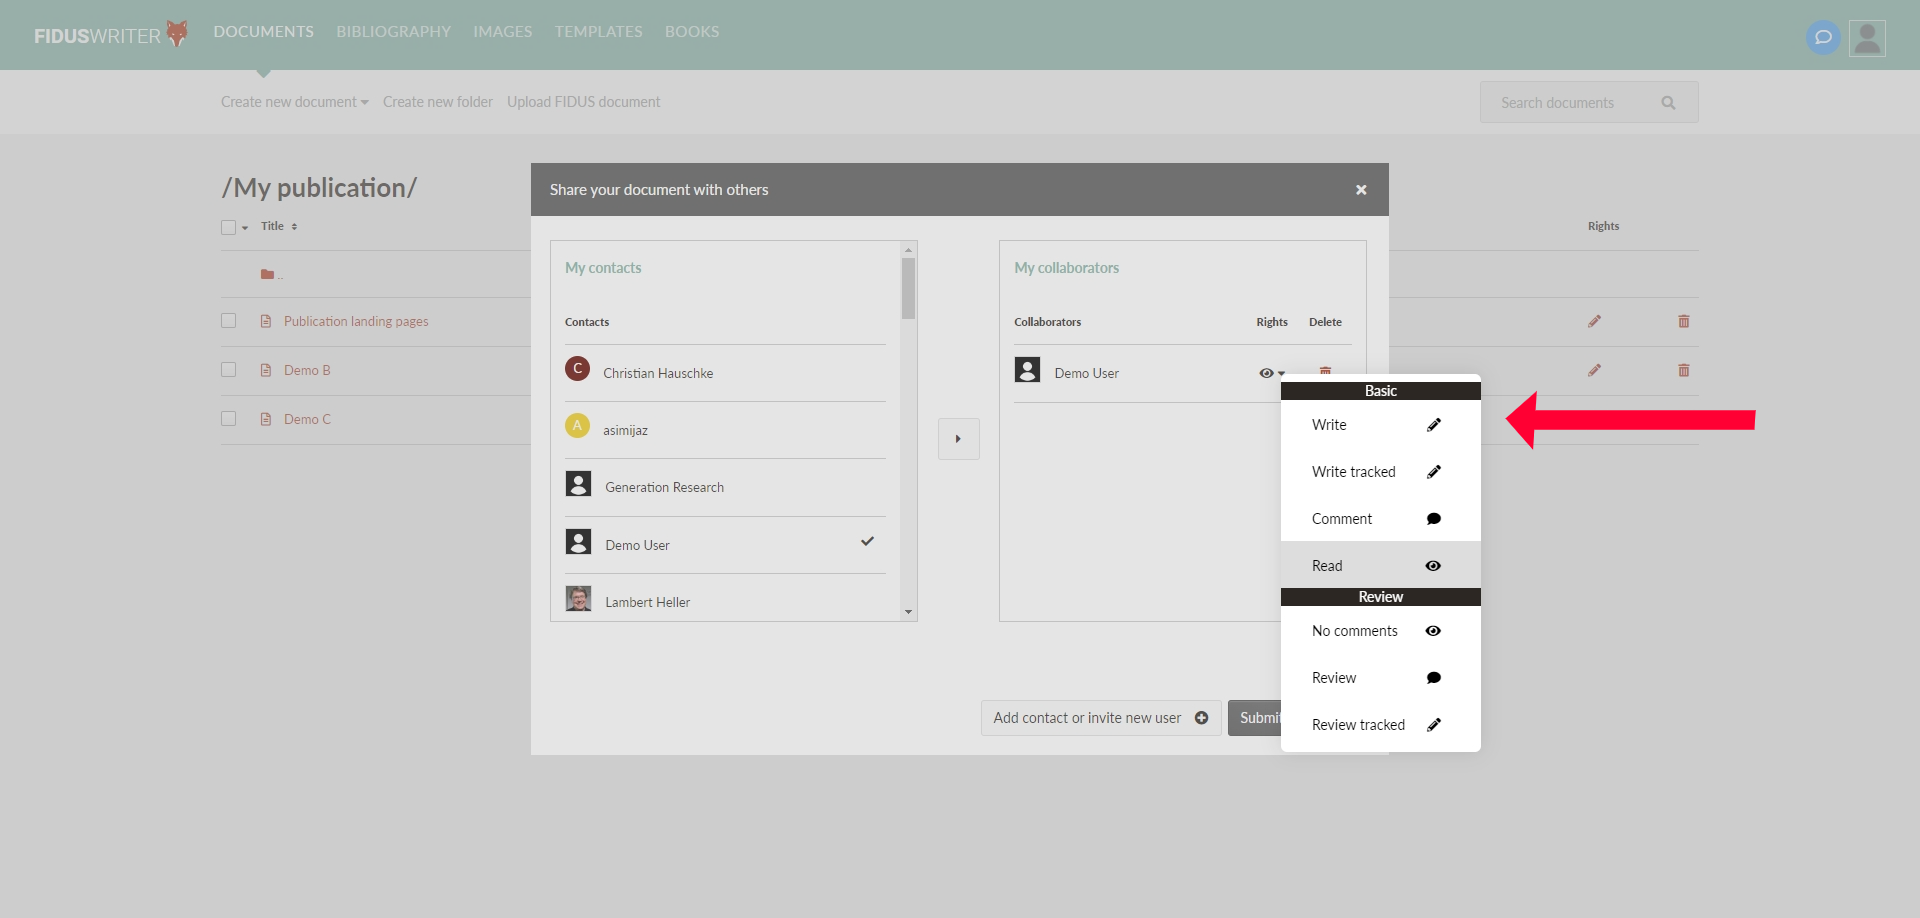 FIDUSWRITER
DOCUMENTS BIBLIOGRAPHY IMAGES TEMPLATES BOOKS
Create new document Create new folder Upload FIDUS document
Search documents
/My publication/
Title
Rights
..
Publication landing pages
Demo B
Demo C
Share your document with others
My contacts
Contacts
C Christian Hauschke
A asimijaz
Generation Research
Demo User
Lambert Heller
My collaborators
Collaborators Rights Delete
Demo User
Basic
Write
Write tracked
Comment
Read
Review
No comments
Review
Review tracked
Add contact or invite new user
Submit